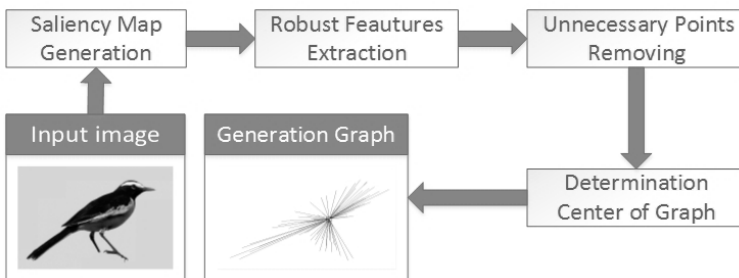 Saliency Map
Generation
Robust Feautures
Extraction
Unnecessary Points
Removing
Input image
Generation Graph
Determination
Center of Graph